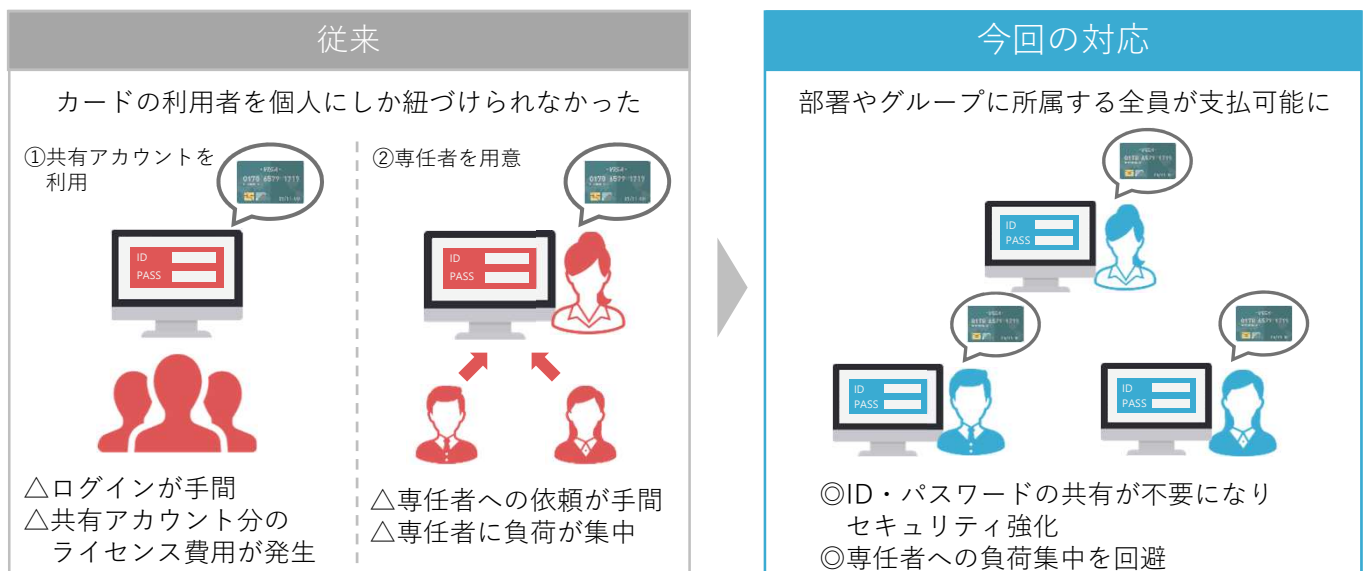 従来
カードの利用者を個人にしか紐づけられなかった
①共有アカウントを
利用
②専任者を用意
ID
PASS
ID
PASS
△ログインが手間
△共有アカウント分の
ライセンス費用が発生
△専任者への依頼が手間
△専任者に負荷が集中
今回の対応
部署やグループに所属する全員が支払可能に
ID
PASS
ID
PASS
ID
PASS
◎ID・パスワードの共有が不要になり
セキュリティ強化
◎専任者への負荷集中を回避